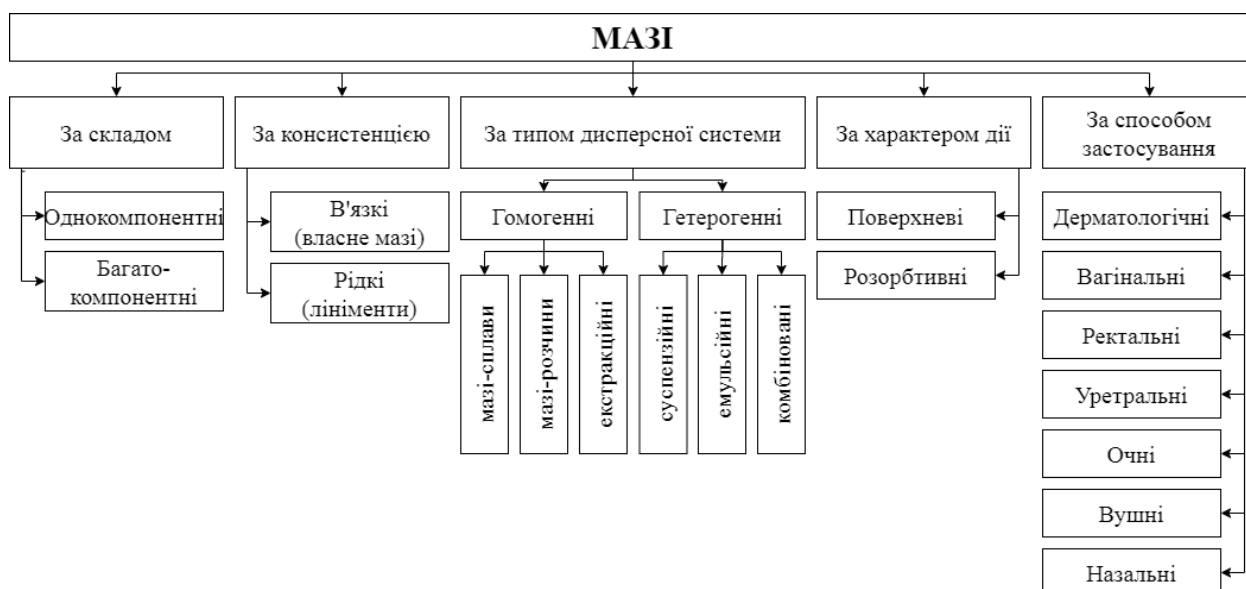 МАЗІ
За складом
За консистенцією
За типом дисперсної системи
За характером дії
За способом
застосування
Однокомпонентні
Багато-
компонентні
В'язкі
(власне мазі)
Рідкі
(лініменти)
Гомогенні
Гетерогенні
мазі-сплави
мазі-розчини
екстракційні
суспензійні
емульсійні
комбіновані
Поверхневі
Розорбтивні
Дерматологічні
Вагінальні
Ректальні
Уретральні
Очні
Вушні
Назальні